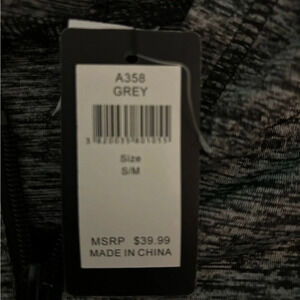 A358
GREY
Size
S/M
MSRP $39.99
MADE IN CHINA